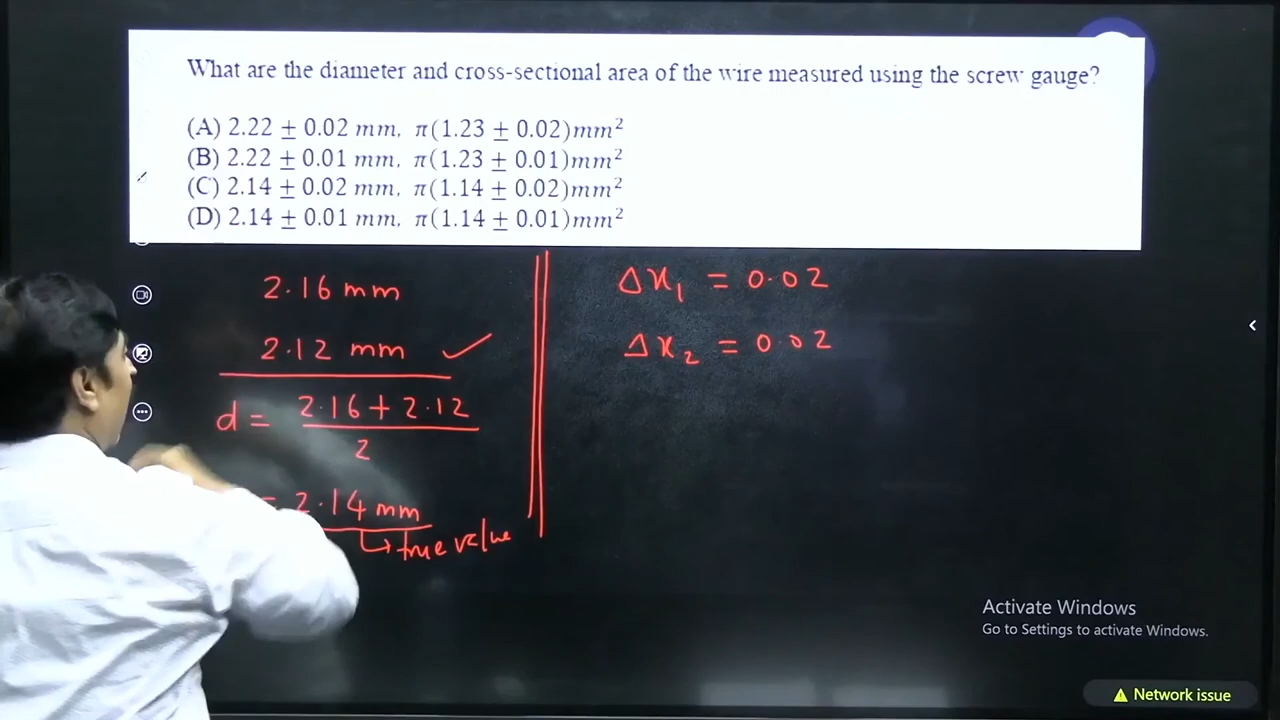 What are the diameter and cross-sectional area of the wire measured using the screw gauge?
(A) 2.22 ± 0.02 mm, π(1.23 ± 0.02)mm²
(B) 2.22 ± 0.01 mm, π(1.23 ± 0.01)mm²
(C) 2.14 ± 0.02 mm, π(1.14 ± 0.02)mm²
(D) 2.14 ± 0.01 mm, π(1.14 ± 0.01)mm²
2.16 mm
2.12 mm ✓
d = 2.16 + 2.12
2
= 2.14 mm
↳ true value
Δx₁ = 0.02
Δx₂ = 0.02
Activate Windows
Go to Settings to activate Windows.
Network issue